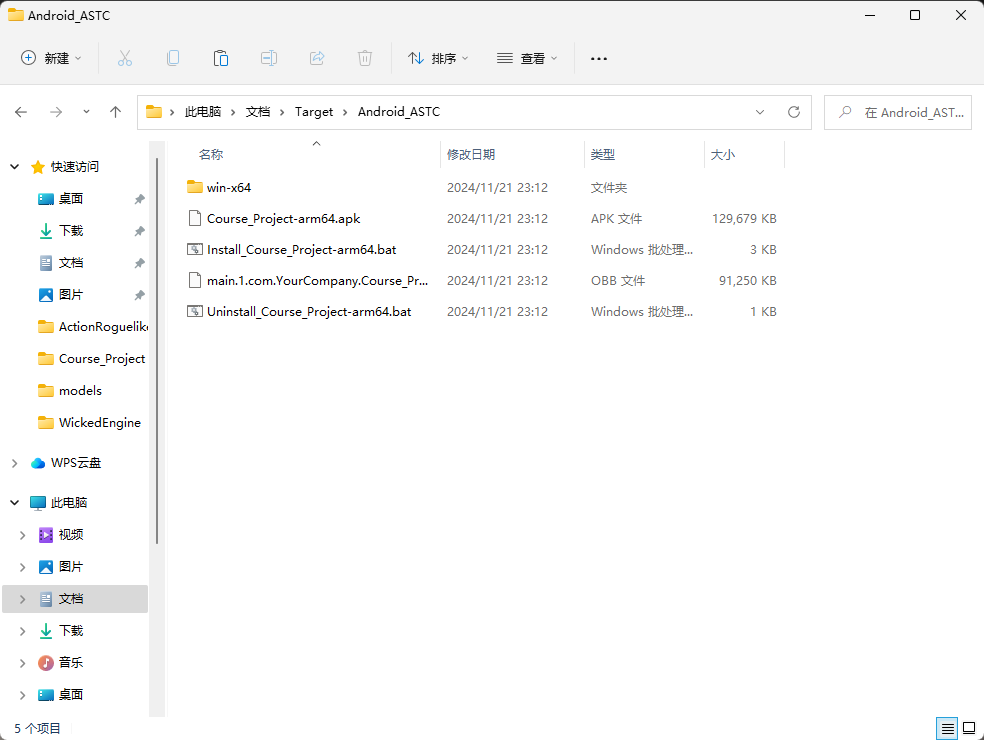 Android_ASTC
新建
排序
查看
此电脑
文档
Target
Android_ASTC
在 Android_AST...
名称
修改日期
类型
大小
win-x64
2024/11/21 23:12
文件夹
Course_Project-arm64.apk
2024/11/21 23:12
APK 文件
129,679 KB
Install_Course_Project-arm64.bat
2024/11/21 23:12
Windows 批处理...
3 KB
main.1.com.YourCompany.Course_Pr...
2024/11/21 23:12
OBB 文件
91,250 KB
Uninstall_Course_Project-arm64.bat
2024/11/21 23:12
Windows 批处理...
1 KB
快速访问
桌面
下载
文档
图片
ActionRoguelike
Course_Project
models
WickedEngine
WPS云盘
此电脑
视频
图片
文档
下载
音乐
桌面
5 个项目